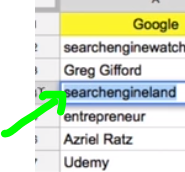 Google
searchenginewatch
Greg Gifford
searchengineland
entrepreneur
Azriel Ratz
Udemy